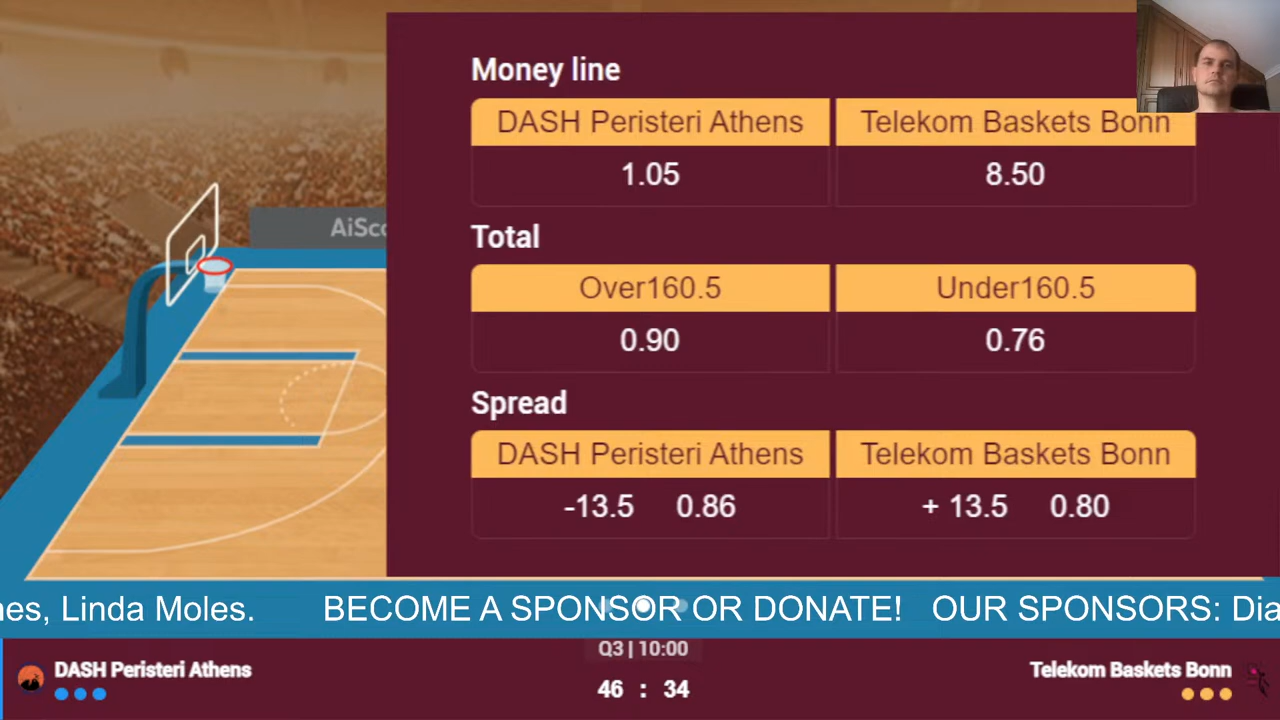 Money line
DASH Peristeri Athens Telekom Baskets Bonn
1.05 8.50
Total
Over160.5 Under160.5
0.90 0.76
Spread
DASH Peristeri Athens Telekom Baskets Bonn
-13.5 0.86 + 13.5 0.80
AiSco
nes, Linda Moles. BECOME A SPONSOR OR DONATE! OUR SPONSORS: Dia
Q3 | 10:00
DASH Peristeri Athens Telekom Baskets Bonn
46 : 34